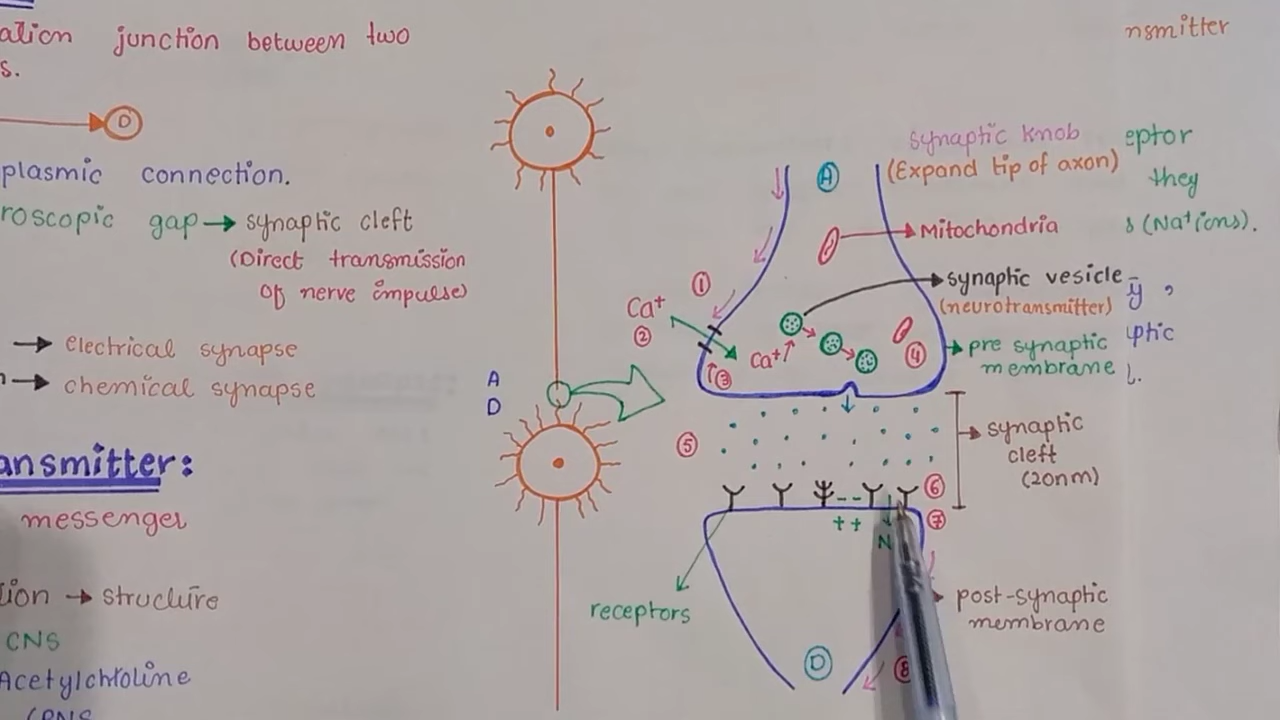 junction between two
s.
D
plasmic connection.
roscopic gap → synaptic cleft
(Direct transmission
of nerve impulse)
→ electrical synapse
→ chemical synapse
ansmitter:
messenger
tion → structure
CNS
Acetylcholine
(PNS
A
D
nsmitter
synaptic knob
(Expand tip of axon)
eptor
they
s (Na⁺ions).
A
Mitochondria
synaptic vesicle
(neurotransmitter)
y ,
ptic
pre synaptic
membrane
l.
1
Ca⁺
2
Ca⁺↑
3
4
5
synaptic
cleft
(20nm)
6
--
++
7
N
receptors
post-synaptic
membrane
D
8